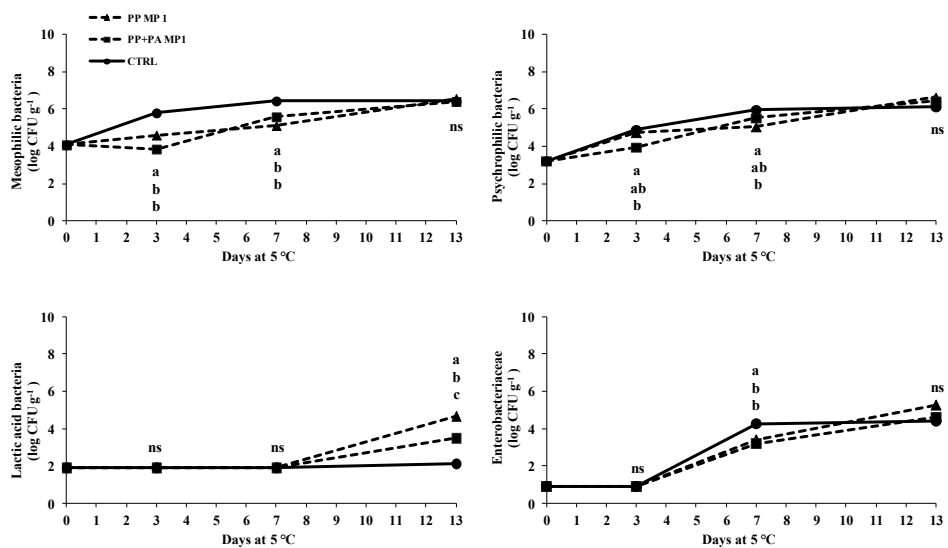 PP MP 1
PP+PA MP1
CTRL
Mesophilic bacteria
(log CFU g-1)
10
8
6
4
2
0
a
b
b
a
b
b
ns
0 1 2 3 4 5 6 7 8 9 10 11 12 13
Days at 5 °C
Psychrophilic bacteria
(log CFU g-1)
10
8
6
4
2
0
a
ab
b
a
ab
b
ns
0 1 2 3 4 5 6 7 8 9 10 11 12 13
Days at 5 °C
Lactic acid bacteria
(log CFU g-1)
10
8
6
4
2
0
ns
ns
a
b
c
0 1 2 3 4 5 6 7 8 9 10 11 12 13
Days at 5 °C
Enterobacteriaceae
(log CFU g-1)
10
8
6
4
2
0
ns
a
b
b
ns
0 1 2 3 4 5 6 7 8 9 10 11 12 13
Days at 5 °C